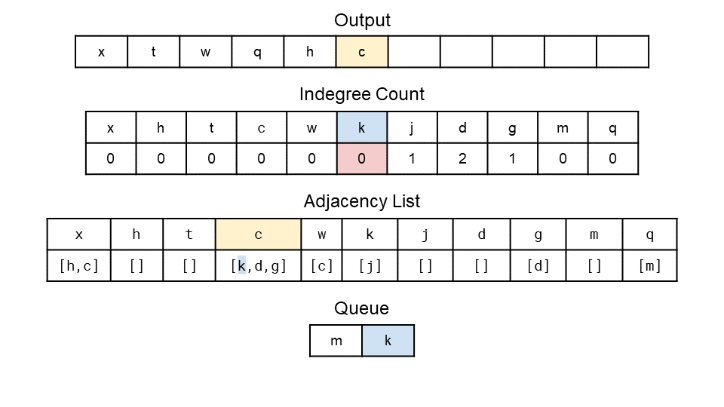 Output
x t w q h c
Indegree Count
x h t c w k j d g m q
0 0 0 0 0 0 1 2 1 0 0
Adjacency List
x h t c w k j d g m q
[h,c] [] [] [k,d,g] [c] [j] [] [] [d] [] [m]
Queue
m k